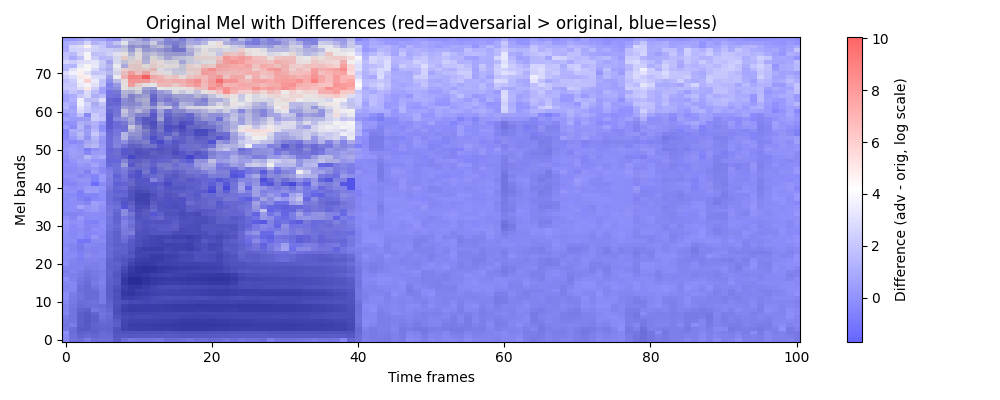 Original Mel with Differences (red=adversarial > original, blue=less)
Mel bands
70
60
50
40
30
20
10
0
0 20 40 60 80 100
Time frames
10
8
6
4
2
0
Difference (adv - orig, log scale)